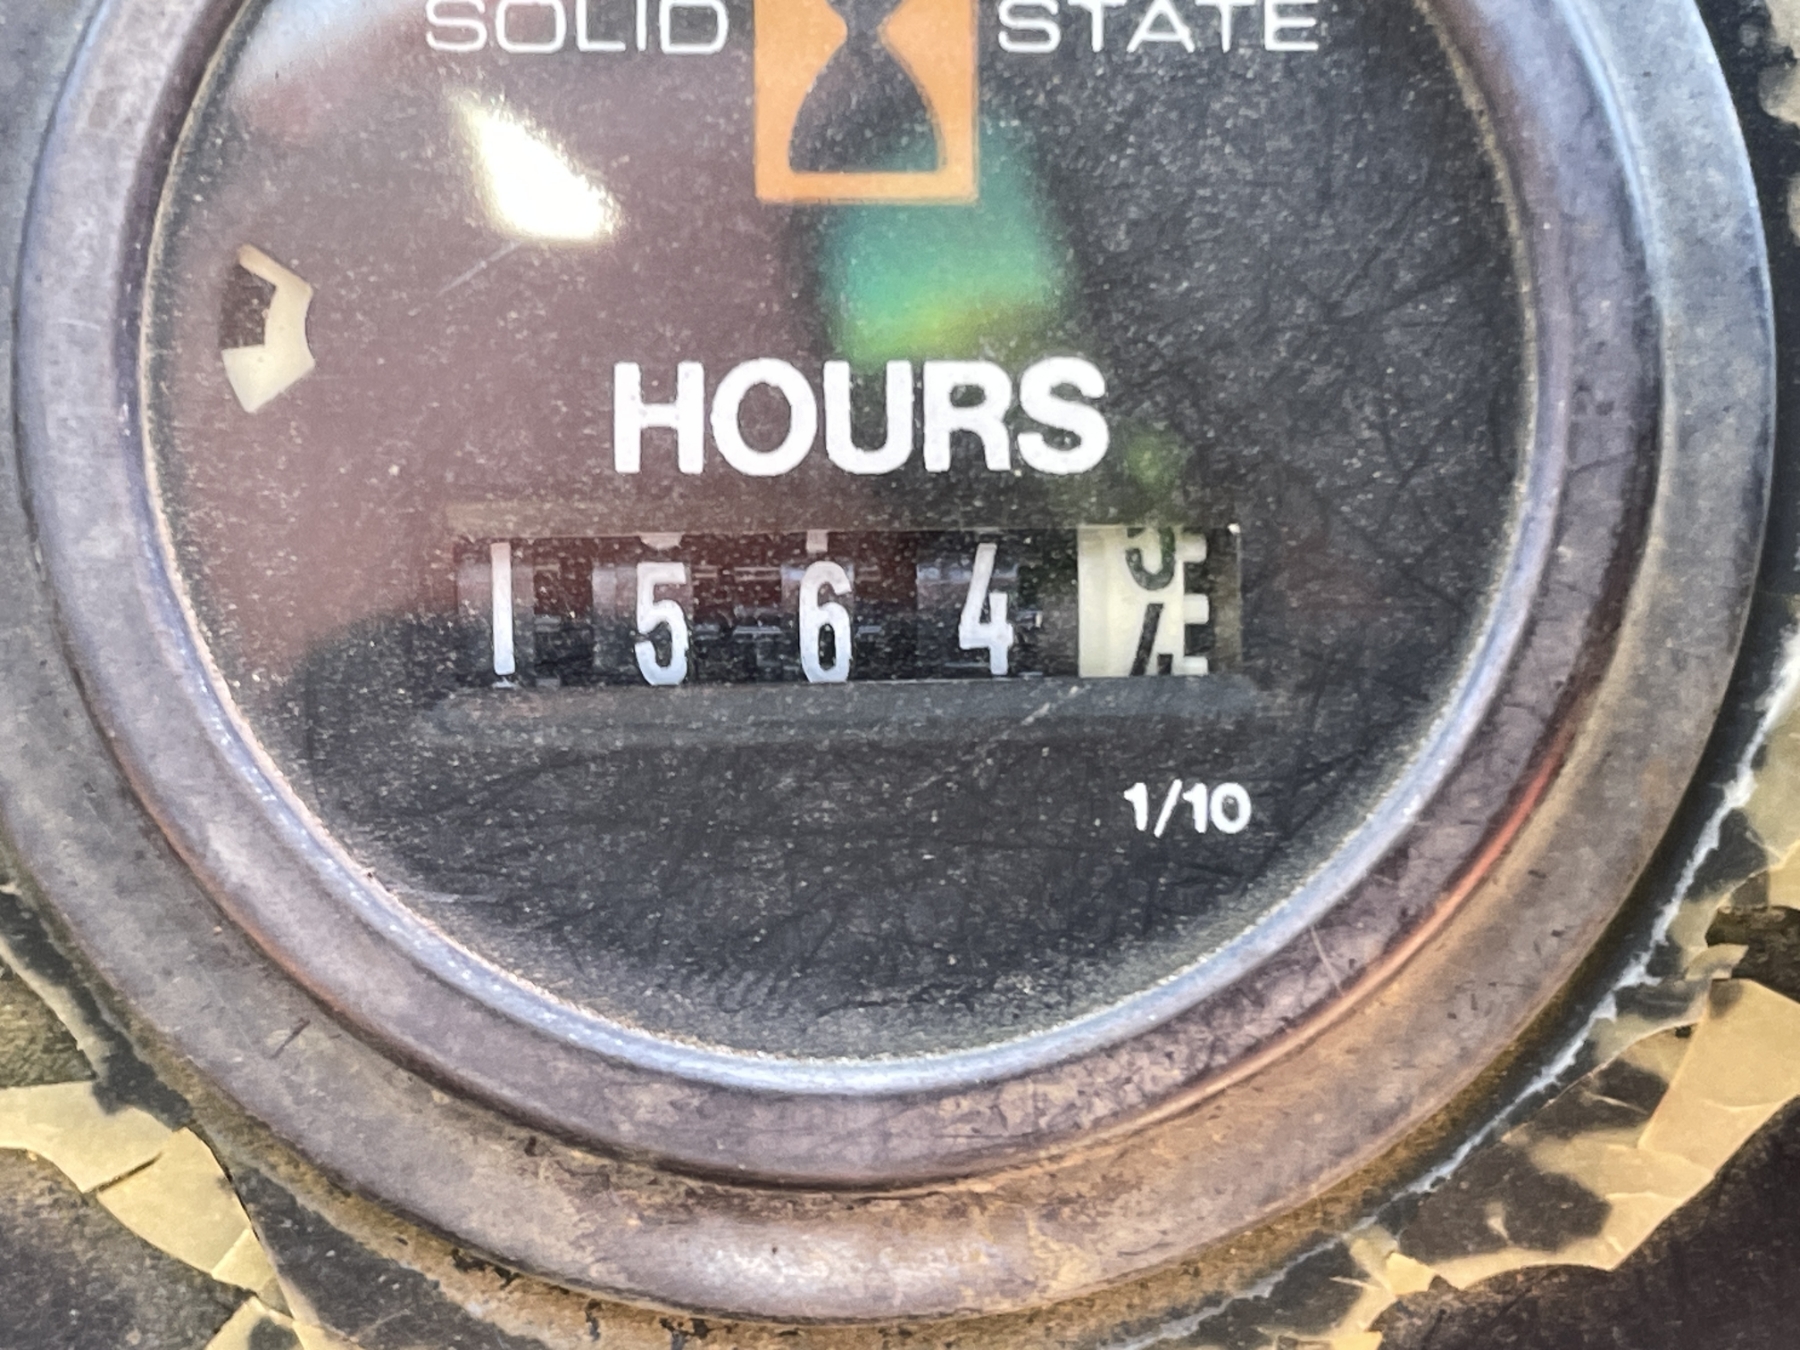 SOLID STATE
HOURS
1564
1/10